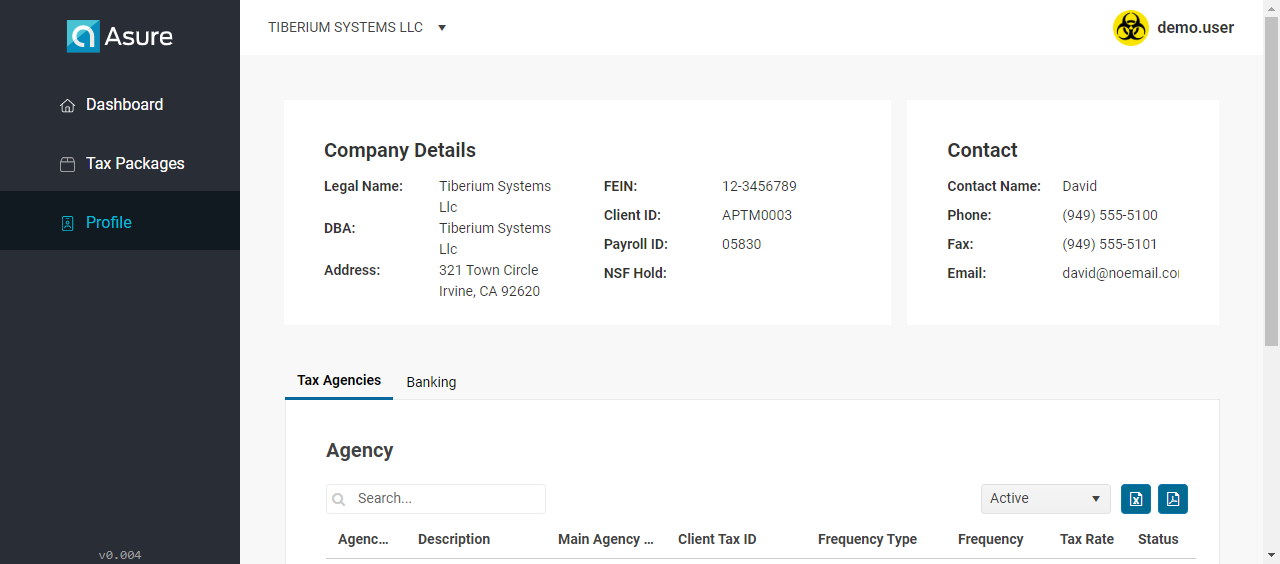 Asure
TIBERIUM SYSTEMS LLC
demo.user
Dashboard
Tax Packages
Profile
v0.004
Company Details
Legal Name: Tiberium Systems Llc
DBA: Tiberium Systems Llc
Address: 321 Town Circle
Irvine, CA 92620
FEIN: 12-3456789
Client ID: APTM0003
Payroll ID: 05830
NSF Hold:
Contact
Contact Name: David
Phone: (949) 555-5100
Fax: (949) 555-5101
Email: david@noemail.co
Tax Agencies Banking
Agency
Search...
Active
Agenc... Description Main Agency ... Client Tax ID Frequency Type Frequency Tax Rate Status